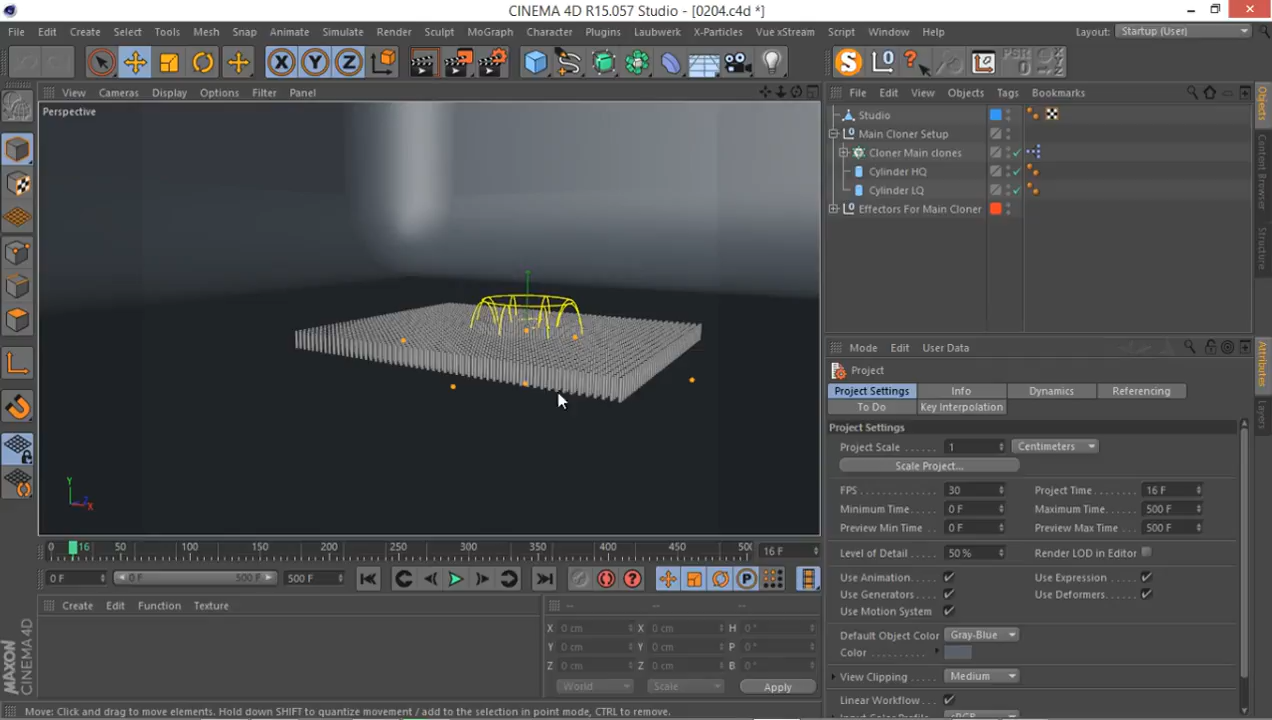 CINEMA 4D R15.057 Studio - [0204.c4d *]
File Edit Create Select Tools Mesh Snap Animate Simulate Render Sculpt MoGraph Character Plugins Laubwerk X-Particles Vue xStream Script Window Help Layout: Startup (User)
X Y Z PSR
View Cameras Display Options Filter Panel
File Edit View Objects Tags Bookmarks
Perspective
Studio
Main Cloner Setup
Cloner Main clones
Cylinder HQ
Cylinder LQ
Effectors For Main Cloner
Objects
Content Browser
Structure
Mode Edit User Data
Attributes
Layers
Project
Project Settings Info Dynamics Referencing
To Do Key Interpolation
Project Settings
Project Scale 1 Centimeters
Scale Project...
FPS 30 Project Time 16 F
Minimum Time 0 F Maximum Time 500 F
Preview Min Time 0 F Preview Max Time 500 F
Level of Detail 50 % Render LOD in Editor
Use Animation Use Expression
Use Generators Use Deformers
Use Motion System
Default Object Color Gray-Blue
Color
View Clipping Medium
Linear Workflow
Y
Z X
0 16 50 100 150 200 250 300 350 400 450 500 16 F
0 F 0 F 500 F 500 F
Create Edit Function Texture
-- -- --
X 0 cm X 0 cm H 0 °
Y 0 cm Y 0 cm P 0 °
Z 0 cm Z 0 cm B 0 °
World Scale Apply
MAXON CINEMA 4D
Move: Click and drag to move elements. Hold down SHIFT to quantize movement / add to the selection in point mode, CTRL to remove.